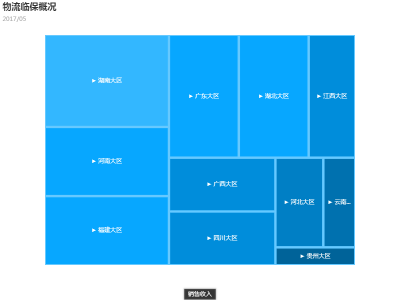 物流临保概况
2017/05
▶ 湖南大区
▶ 广东大区
▶ 湖北大区
▶ 江西大区
▶ 河南大区
▶ 广西大区
▶ 河北大区
▶ 云南...
▶ 福建大区
▶ 四川大区
▶ 贵州大区
销售收入